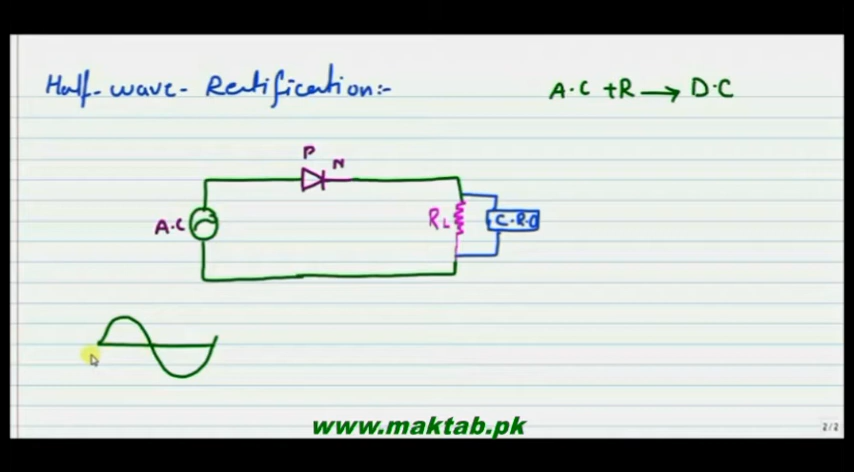 Half-wave-Rectification:-
A.C +R → D.C
P
N
A.C
RL
C.R.O
www.maktab.pk
2/2